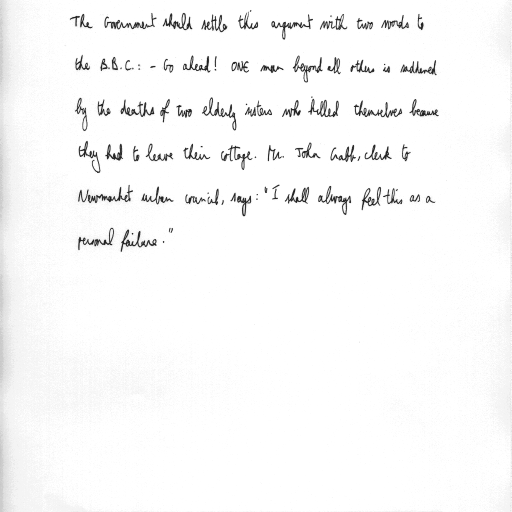 The Government should settle this argument with two words to
the B.B.C.: - Go ahead! ONE man beyond all others is saddened
by the deaths of two elderly sisters who killed themselves because
they had to leave their cottage. Mr. John Crabb, clerk to
Newmarket urban council, says: "I shall always feel this as a
personal failure."